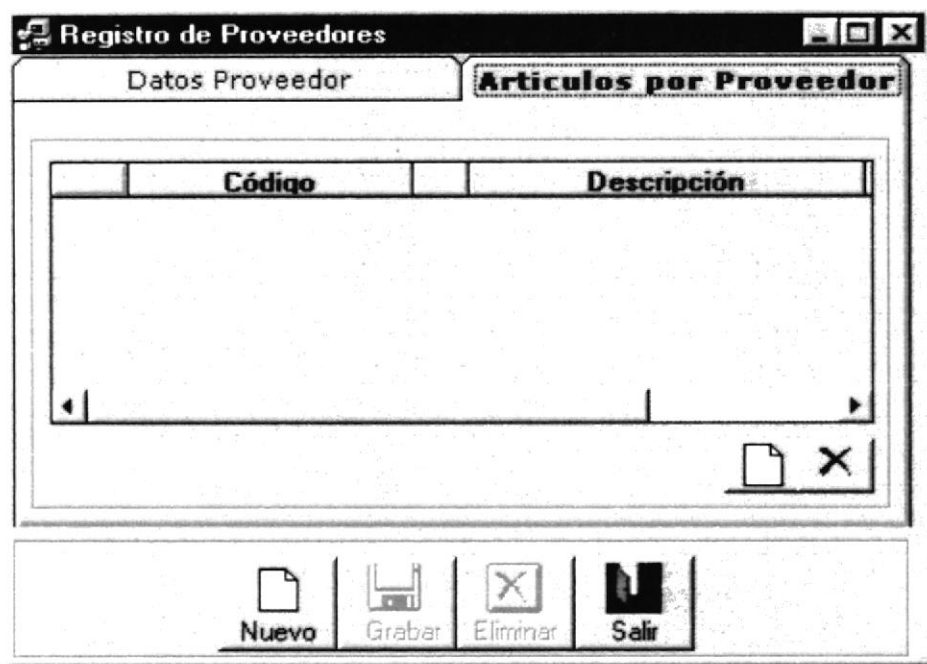 Registro de Proveedores
Datos Proveedor Articulos por Proveedor
Código Descripción
Nuevo Grabar Eliminar Salir